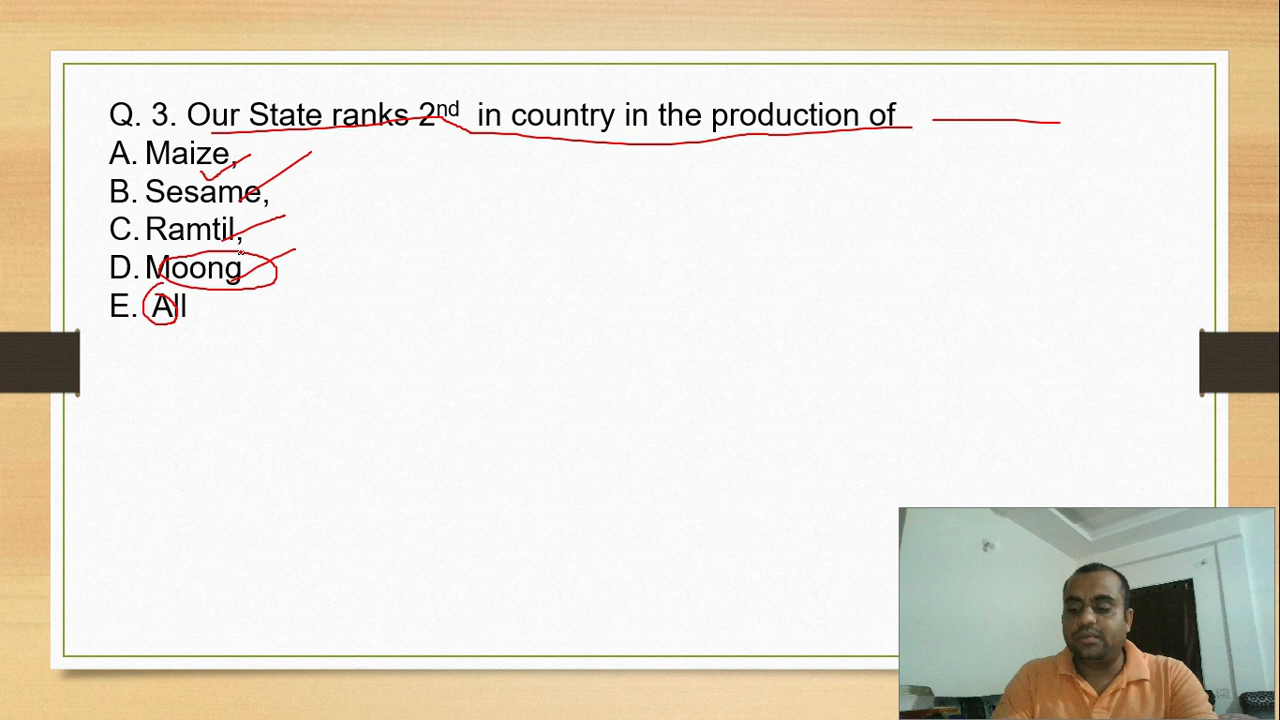 Q. 3. Our State ranks 2nd in country in the production of
A. Maize,
B. Sesame,
C. Ramtil,
D. Moong
E. All